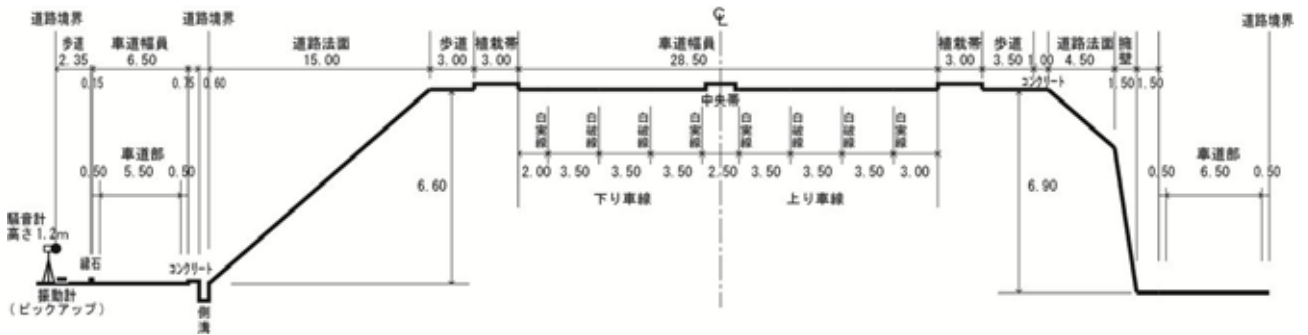 道路境界 道路境界 ℄ 道路境界
歩道 車道幅員 道路法面 歩道 植栽帯 車道幅員 植栽帯 歩道 道路法面 擁壁
2.35 6.50 15.00 3.00 3.00 28.50 3.00 3.50 1.00 4.50
0.15 0.75 0.60 コンクリート 1.50 1.50
中央帯
白実線 白破線 白破線 白実線 白実線 白破線 白破線 白実線
車道部 車道部
0.50 5.50 0.50 0.50 6.50 0.50
2.00 3.50 3.50 3.50 2.50 3.50 3.50 3.50 3.00
6.60 6.90
下り車線 上り車線
騒音計
高さ1.2m
縁石 コンクリート
振動計
(ピックアップ)
側溝